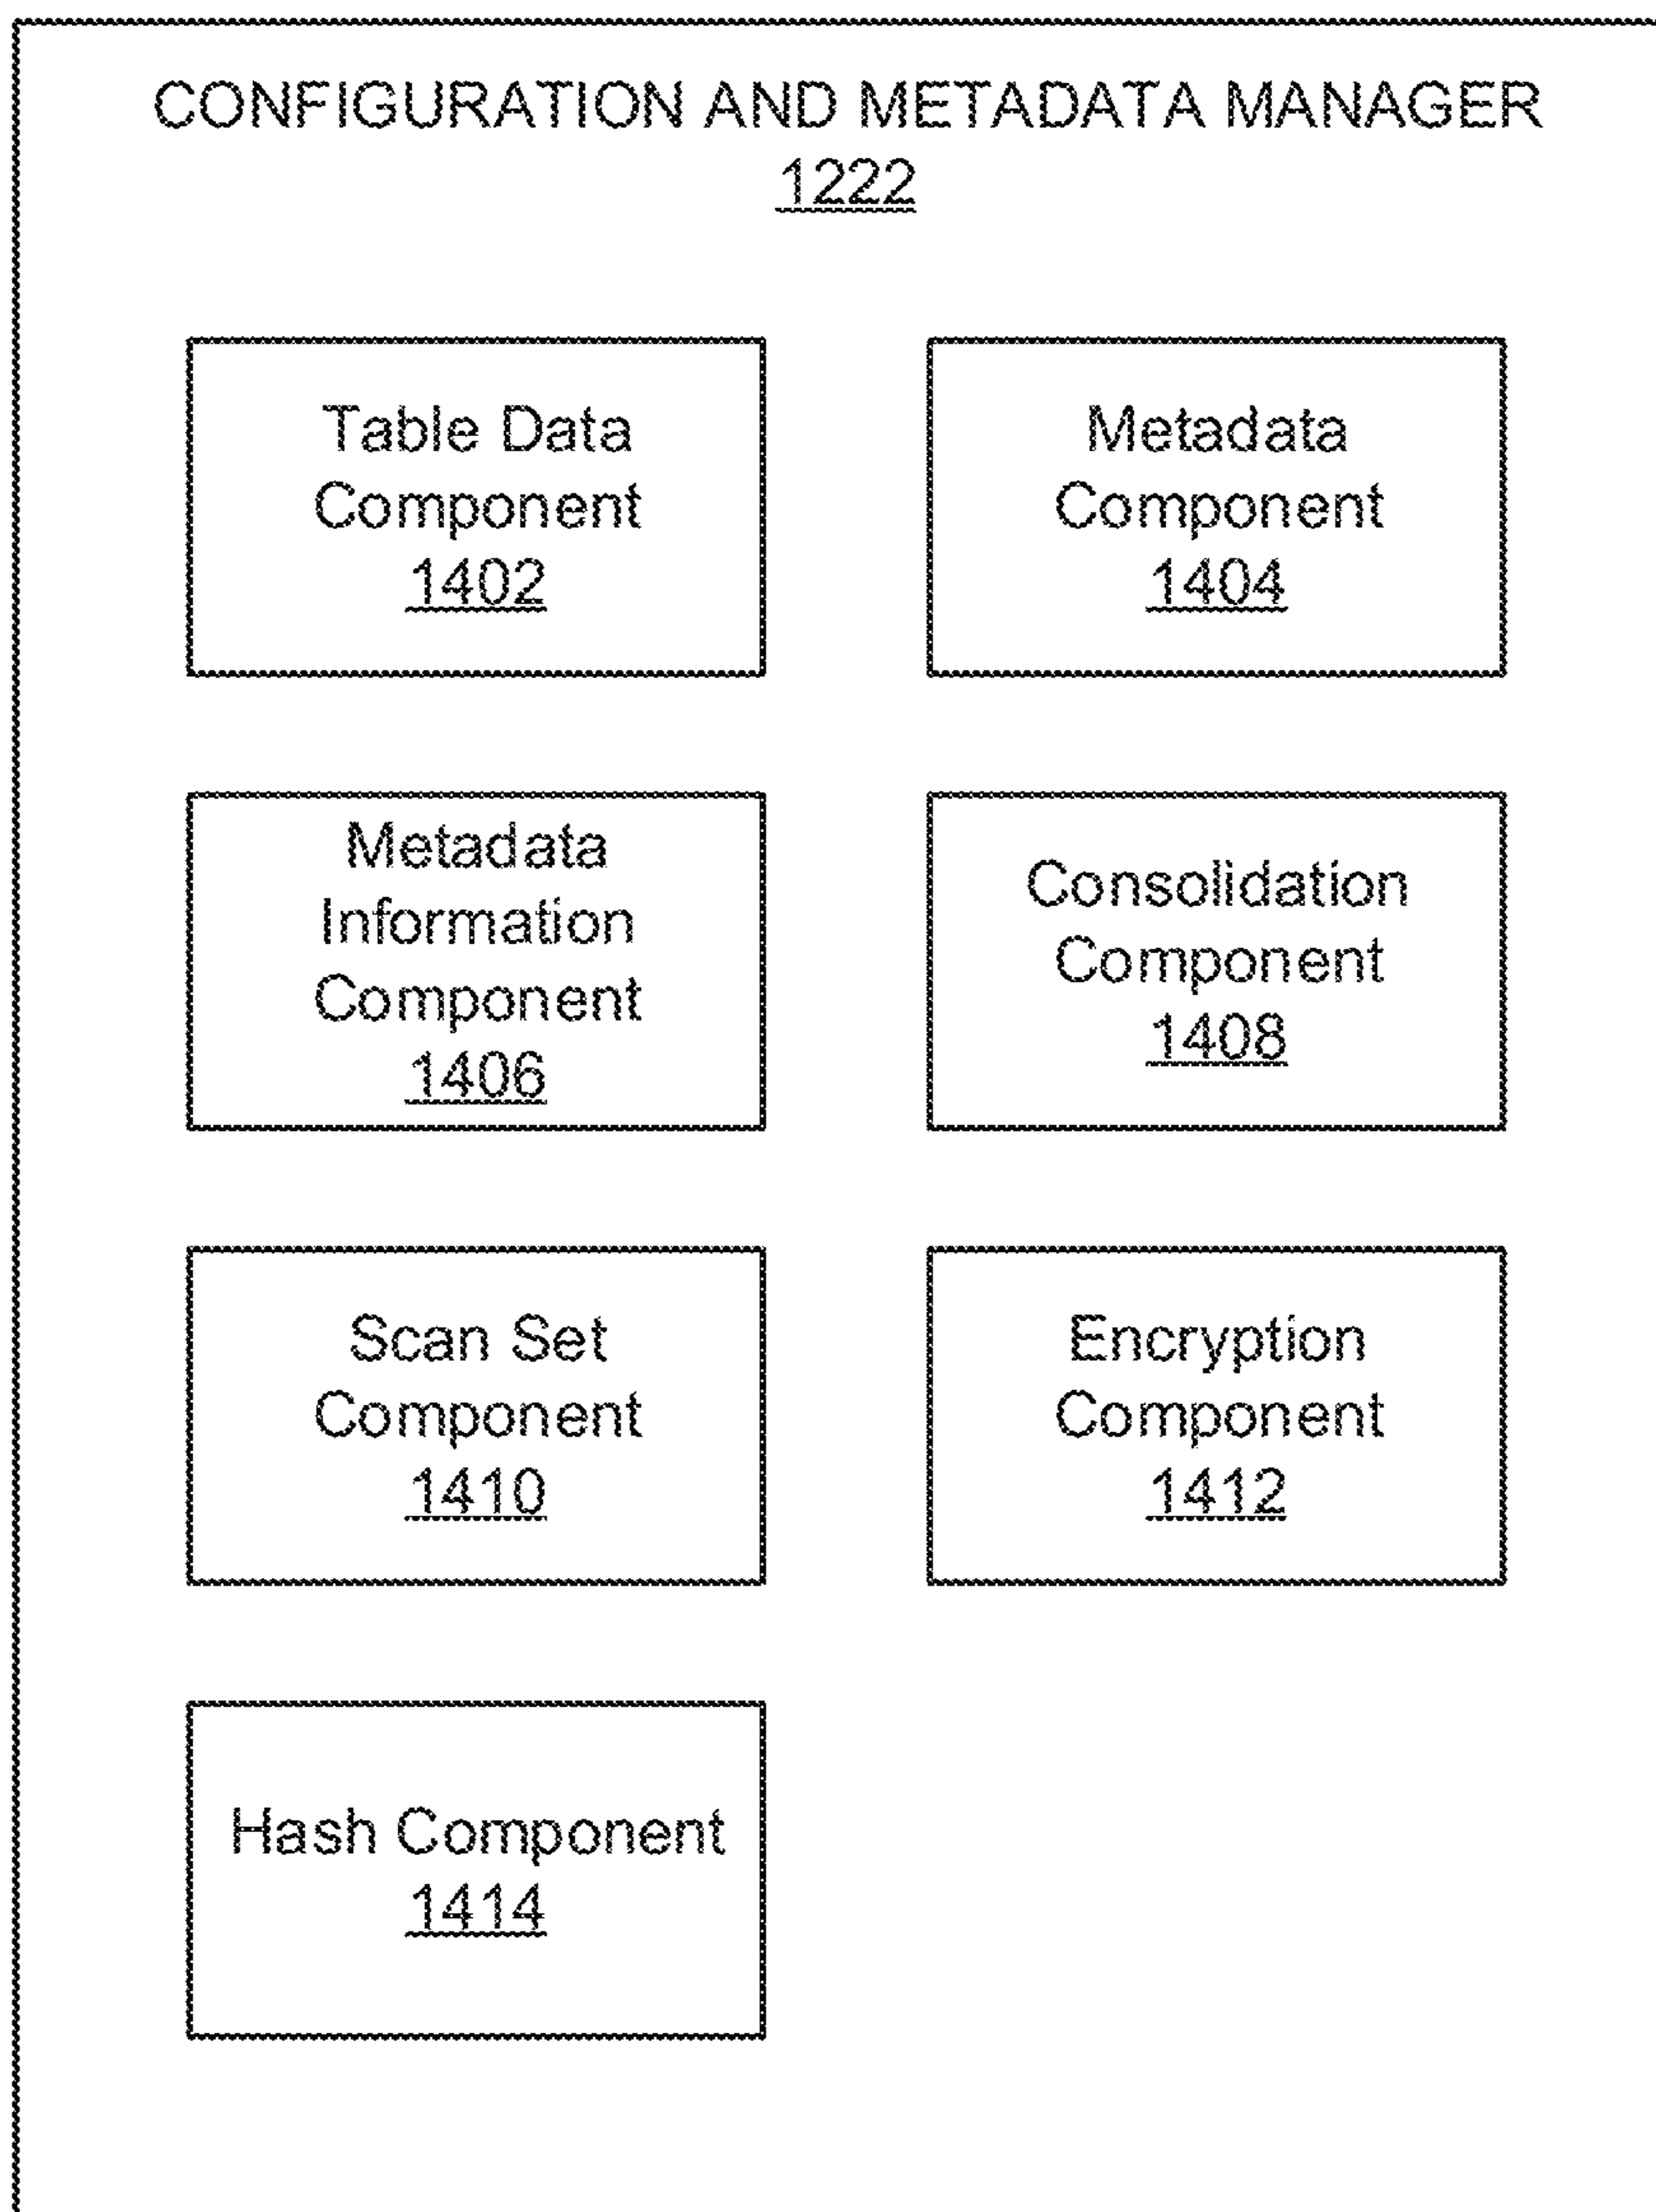 CONFIGURATION AND METADATA MANAGER
1222
Table Data
Component
1402
Metadata
Component
1404
Metadata
Information
Component
1406
Consolidation
Component
1408
Scan Set
Component
1410
Encryption
Component
1412
Hash Component
1414